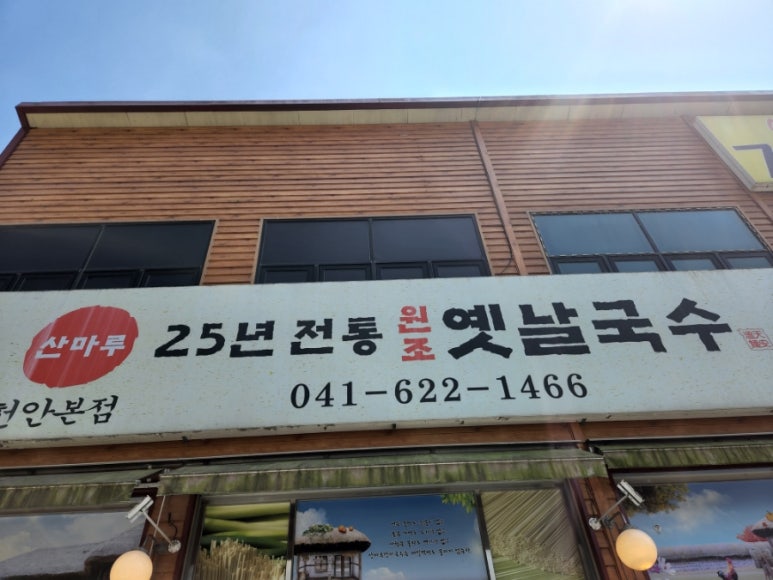 산마루
25년 전통 원조 옛날국수
천안본점
041-622-1466